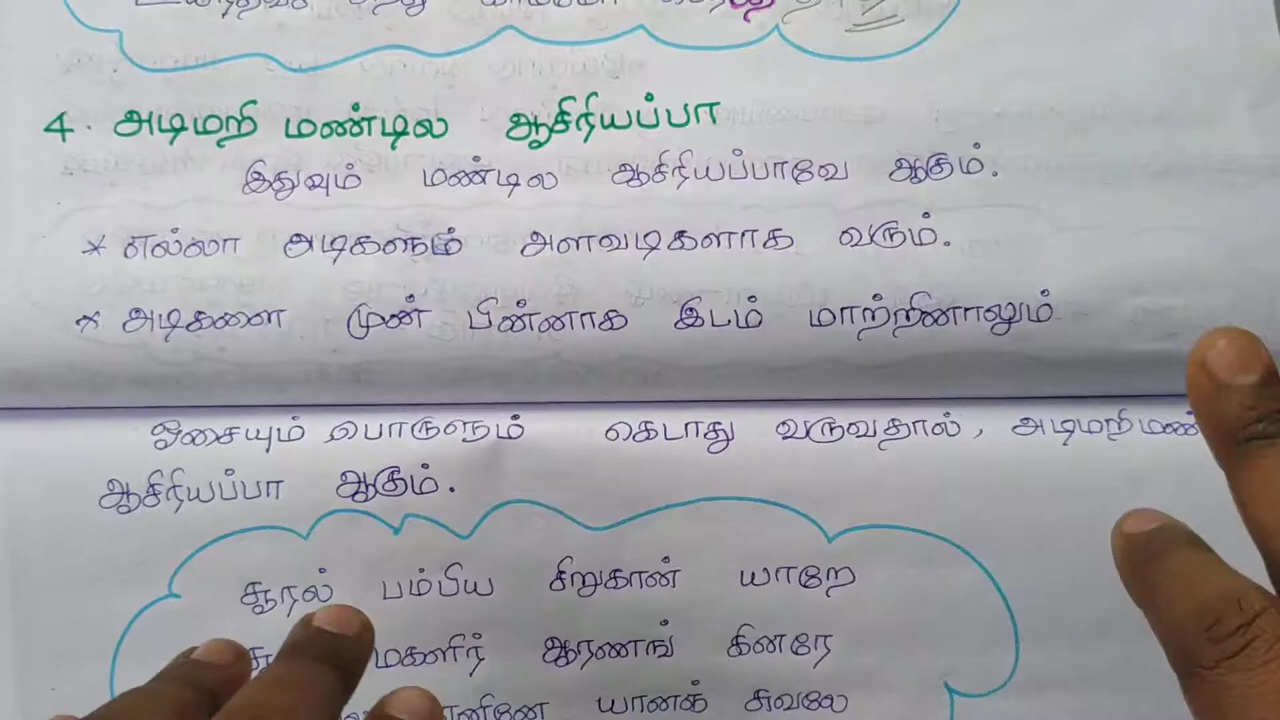 4. அடிமறி மண்டில ஆசிரியப்பா
இதுவும் மண்டில ஆசிரியப்பாவே ஆகும்.
* எல்லா அடிகளும் அளவடிகளாக வரும்.
* அடிகளை முன் பின்னாக இடம் மாற்றினாலும்
ஓசையும் பொருளும் கெடாது வருவதால், அடிமறிமண்
ஆசிரியப்பா ஆகும்.
சூரல் பம்பிய சிறுகான் யாறே
மகளிர் ஆரணங் கினரே
யானக் கவலே